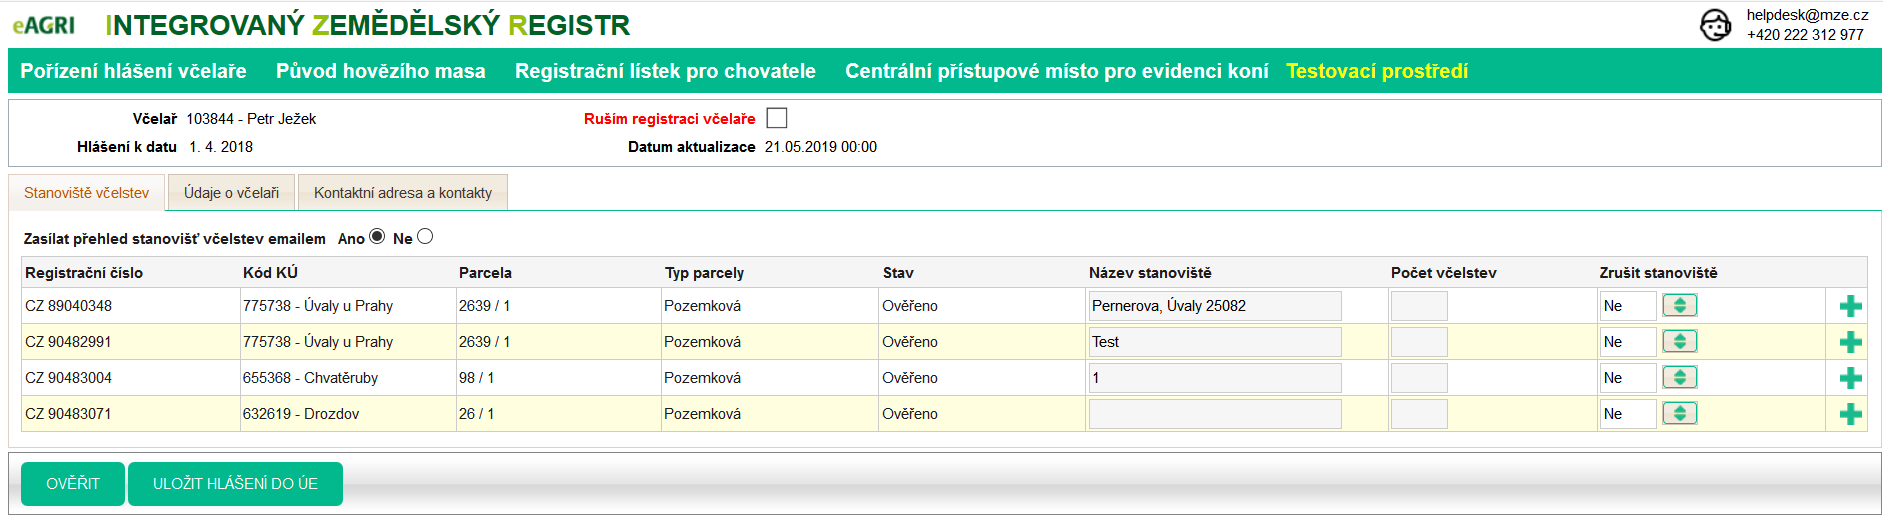 eAGRI INTEGROVANÝ ZEMĚDĚLSKÝ REGISTR
helpdesk@mze.cz
+420 222 312 977
Pořízení hlášení včelaře Původ hovězího masa Registrační lístek pro chovatele Centrální přístupové místo pro evidenci koní Testovací prostředí
Včelař 103844 - Petr Ježek Ruším registraci včelaře
Hlášení k datu 1. 4. 2018 Datum aktualizace 21.05.2019 00:00
Stanoviště včelstev Údaje o včelaři Kontaktní adresa a kontakty
Zasílat přehled stanovišť včelstev emailem Ano Ne
Registrační číslo Kód KÚ Parcela Typ parcely Stav Název stanoviště Počet včelstev Zrušit stanoviště
CZ 89040348 775738 - Úvaly u Prahy 2639 / 1 Pozemková Ověřeno Pernerova, Úvaly 25082 Ne
CZ 90482991 775738 - Úvaly u Prahy 2639 / 1 Pozemková Ověřeno Test Ne
CZ 90483004 655368 - Chvatěruby 98 / 1 Pozemková Ověřeno 1 Ne
CZ 90483071 632619 - Drozdov 26 / 1 Pozemková Ověřeno Ne
OVĚŘIT ULOŽIT HLÁŠENÍ DO ÚE